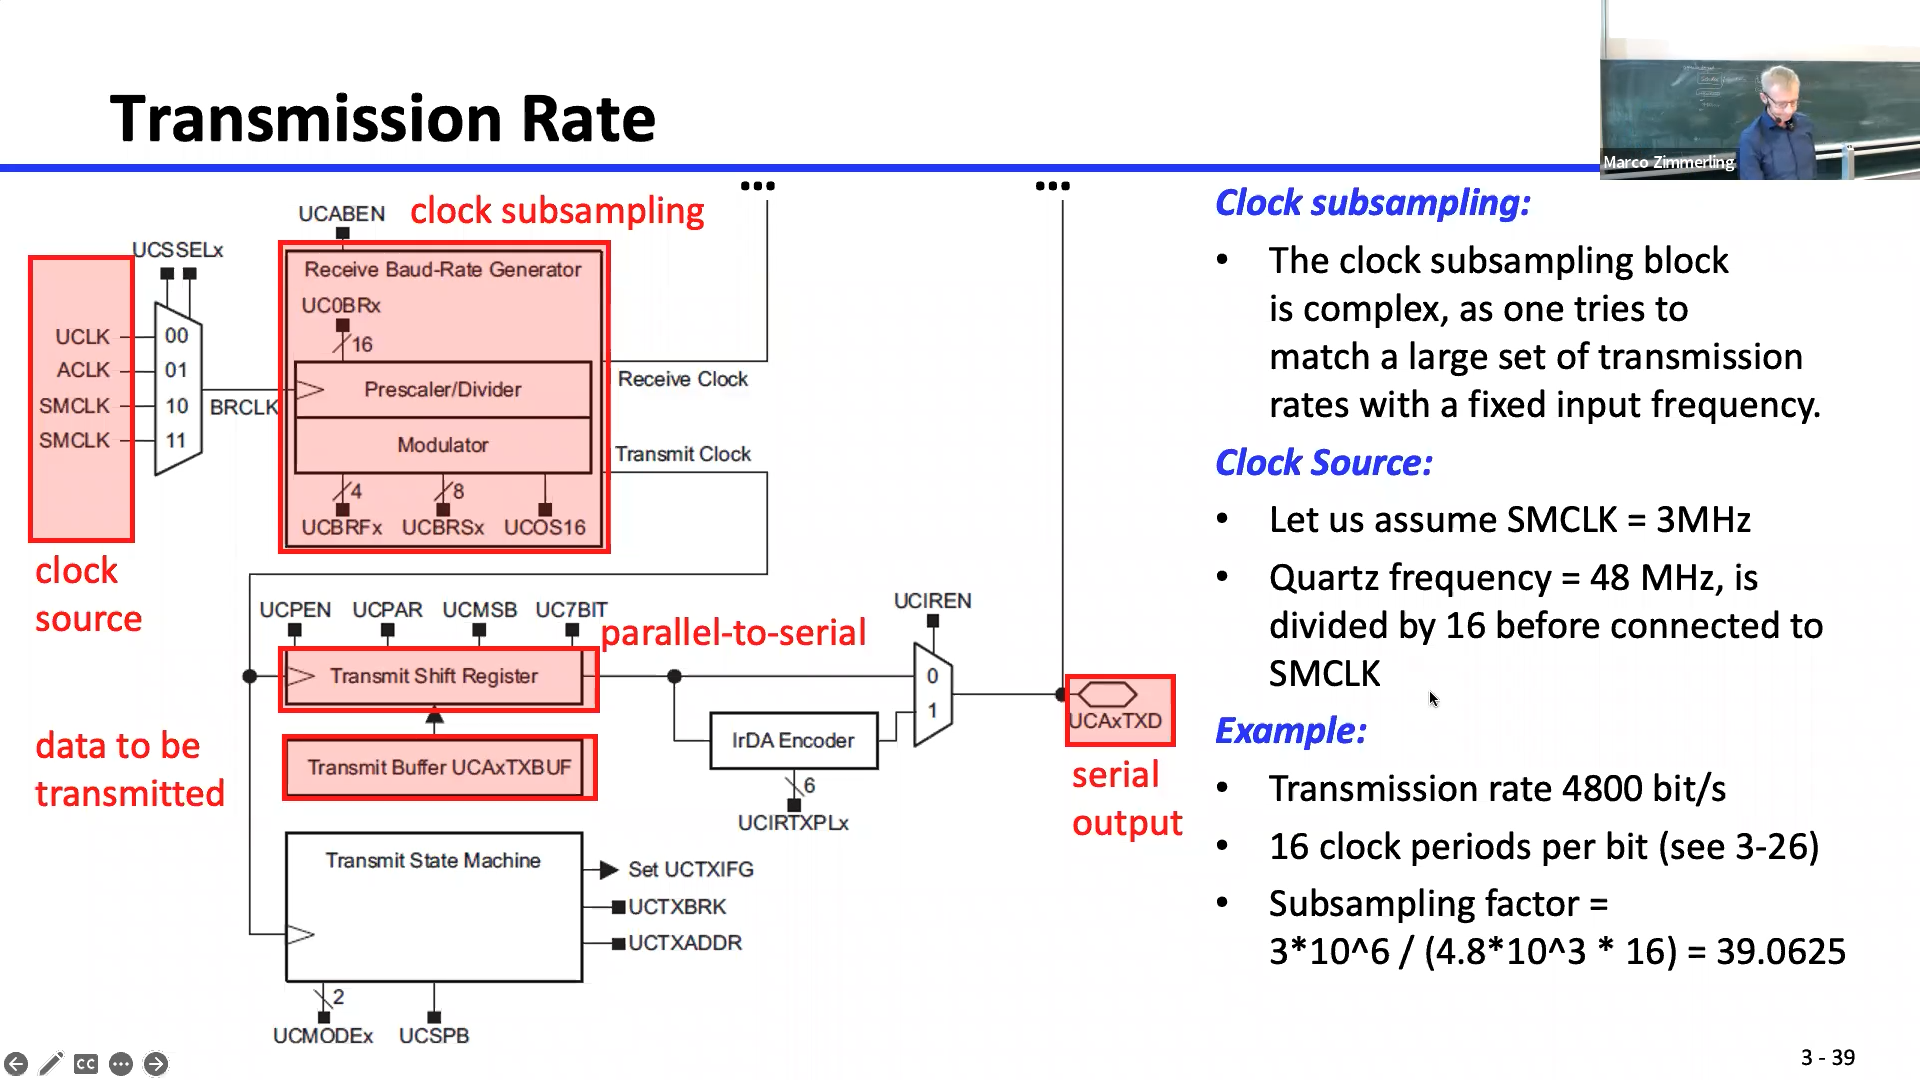 Transmission Rate
Marco Zimmerling
•••
•••
UCABEN
clock subsampling
UCSSELx
Receive Baud-Rate Generator
UC0BRx
16
UCLK
00
ACLK
01
SMCLK
10
SMCLK
11
BRCLK
Prescaler/Divider
Modulator
4
8
UCBRFx
UCBRSx
UCOS16
Receive Clock
Transmit Clock
clock
source
UCPEN
UCPAR
UCMSB
UC7BIT
parallel-to-serial
UCIREN
Transmit Shift Register
0
1
IrDA Encoder
6
UCIRTXPLx
UCAxTXD
serial
output
data to be
transmitted
Transmit Buffer UCAxTXBUF
Transmit State Machine
Set UCTXIFG
UCTXBRK
UCTXADDR
2
UCMODEx
UCSPB
Clock subsampling:
• The clock subsampling block
is complex, as one tries to
match a large set of transmission
rates with a fixed input frequency.
Clock Source:
• Let us assume SMCLK = 3MHz
• Quartz frequency = 48 MHz, is
divided by 16 before connected to
SMCLK
Example:
• Transmission rate 4800 bit/s
• 16 clock periods per bit (see 3-26)
• Subsampling factor =
3*10^6 / (4.8*10^3 * 16) = 39.0625
CC
3 - 39